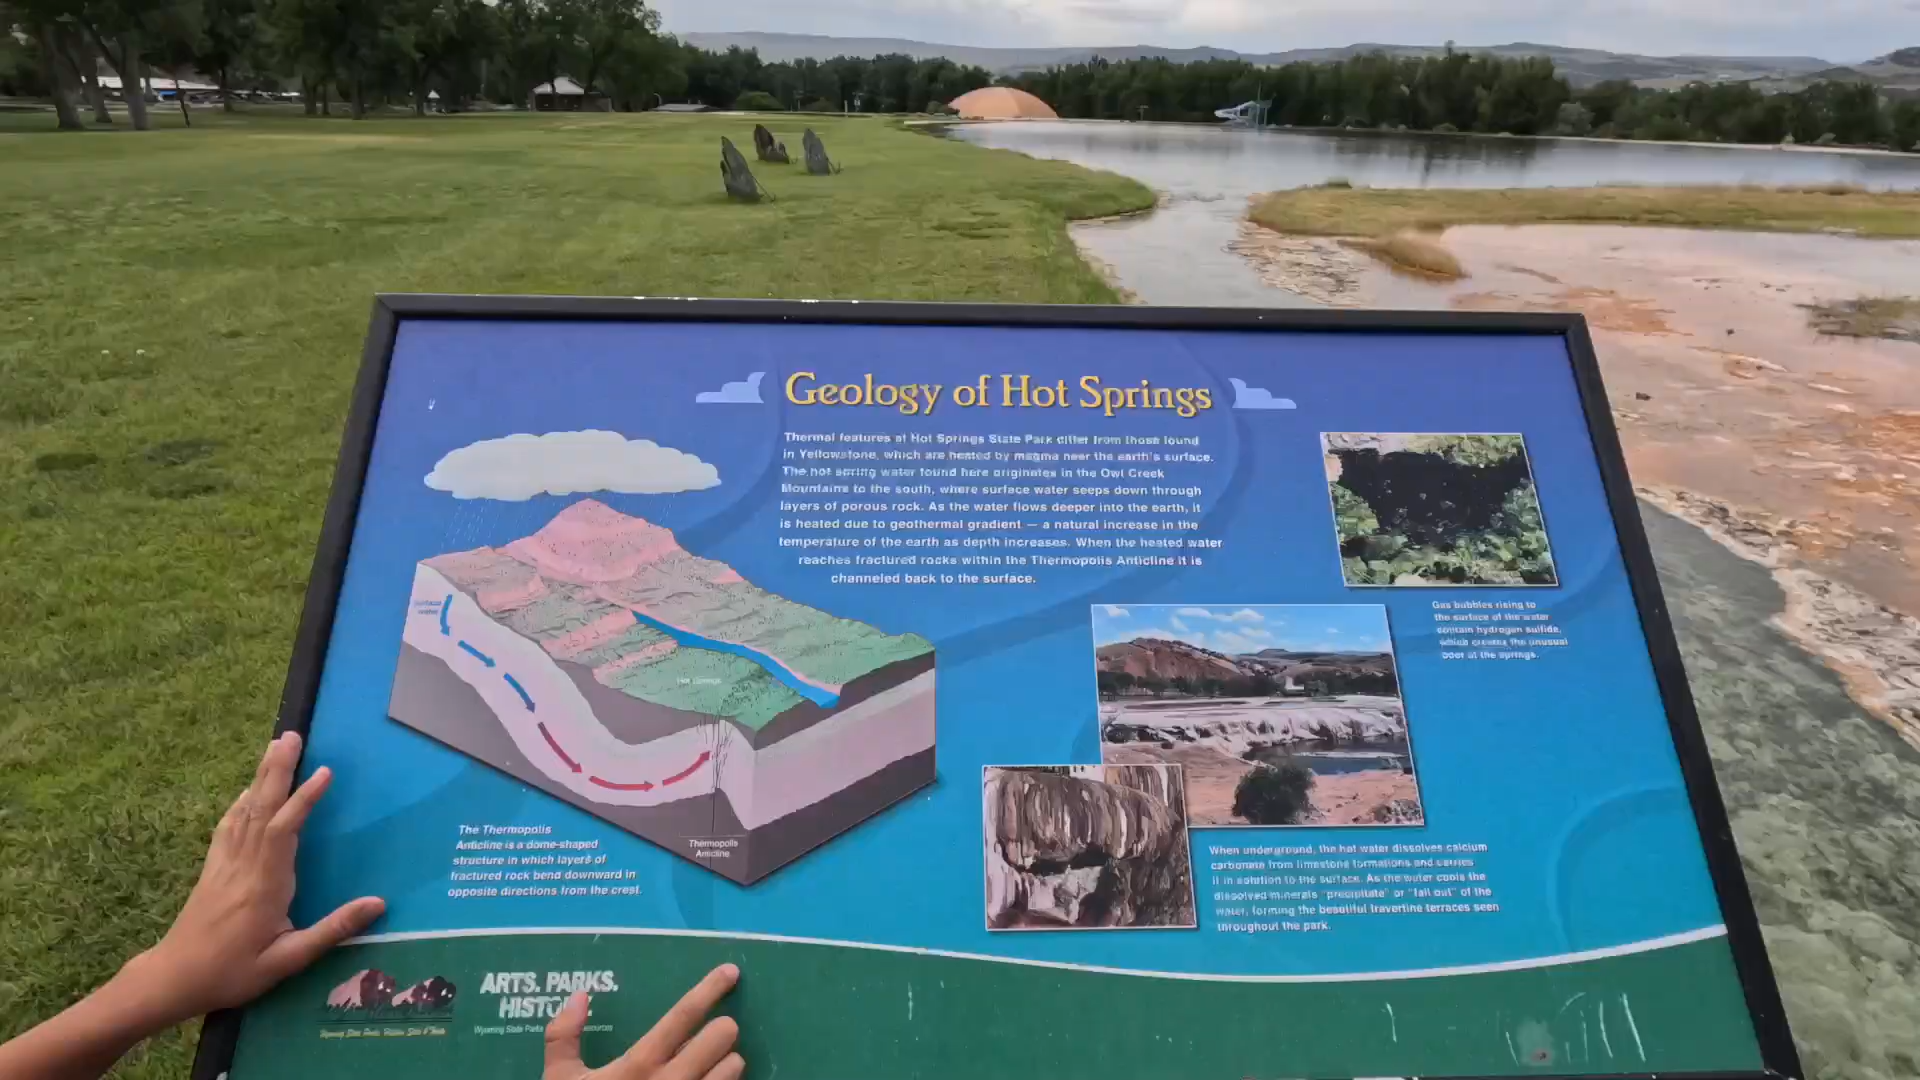 Geology of Hot Springs
Thermal features at Hot Springs State Park differ from those found
in Yellowstone, which are heated by magma near the earth's surface.
The hot spring water found here originates in the Owl Creek
Mountains to the south, where surface water seeps down through
layers of porous rock. As the water flows deeper into the earth, it
is heated due to geothermal gradient — a natural increase in the
temperature of the earth as depth increases. When the heated water
reaches fractured rocks within the Thermopolis Anticline it is
channeled back to the surface.
Surface
water
Hot Springs
Thermopolis
Anticline
The Thermopolis
Anticline is a dome-shaped
structure in which layers of
fractured rock bend downward in
opposite directions from the crest.
Gas bubbles rising to
the surface of the water
contain hydrogen sulfide,
which creates the unusual
odor of the springs.
When underground, the hot water dissolves calcium
carbonate from limestone formations and carries
it in solution to the surface. As the water cools the
dissolved minerals "precipitate" or "fall out" of the
water, forming the beautiful travertine terraces seen
throughout the park.
ARTS. PARKS.
HISTORY.
Wyoming State Parks